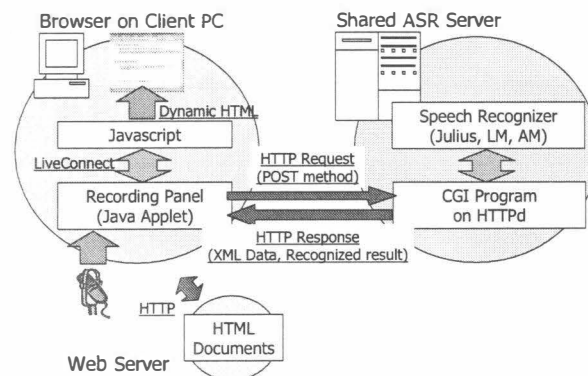 Browser on Client PC
Shared ASR Server
Dynamic HTML
Javascript
LiveConnect
Recording Panel
(Java Applet)
HTTP Request
(POST method)
HTTP Response
(XML Data, Recognized result)
Speech Recognizer
(Julius, LM, AM)
CGI Program
on HTTPd
HTTP
HTML
Documents
Web Server